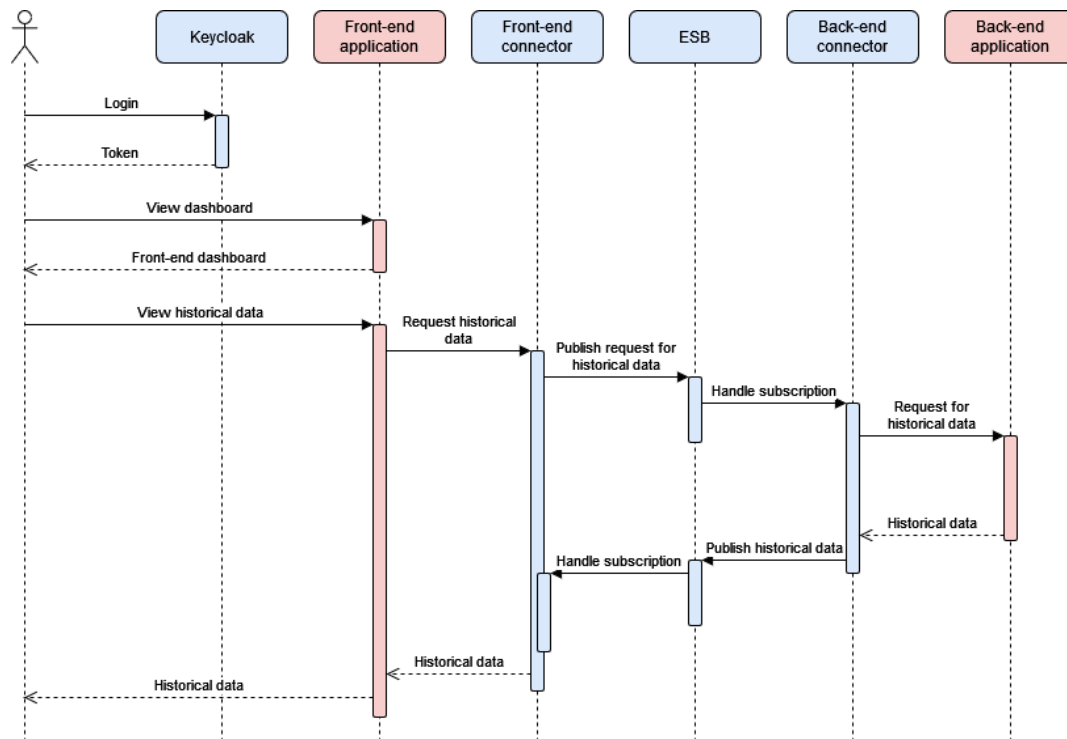 Keycloak
Front-end
application
Front-end
connector
ESB
Back-end
connector
Back-end
application
Login
Token
View dashboard
Front-end dashboard
View historical data
Request historical
data
Publish request for
historical data
Handle subscription
Request for
historical data
Historical data
Publish historical data
Handle subscription
Historical data
Historical data